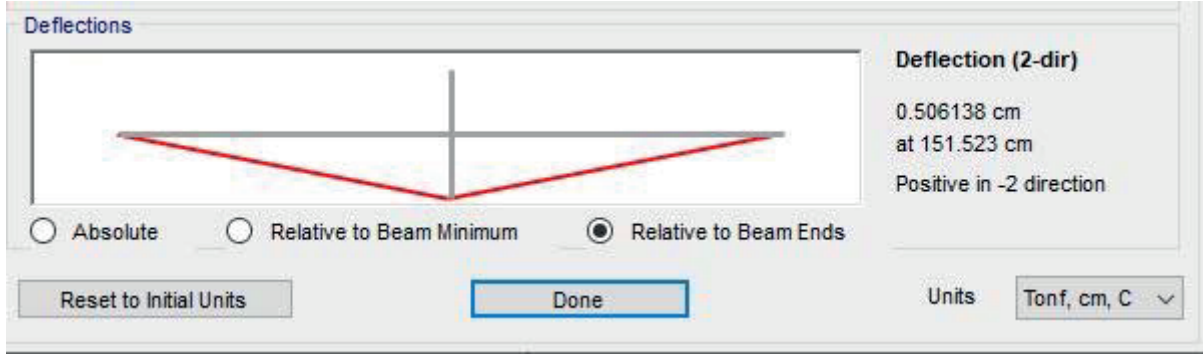 Deflections
Deflection (2-dir)
0.506138 cm
at 151.523 cm
Positive in -2 direction
Absolute
Relative to Beam Minimum
Relative to Beam Ends
Reset to Initial Units
Done
Units
Tonf, cm, C